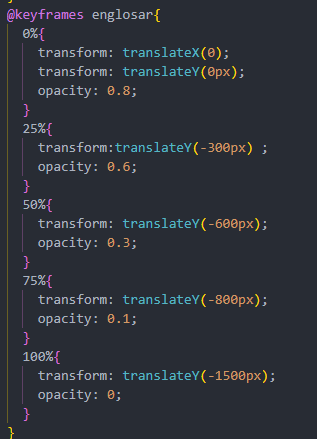 @keyframes englosar{
0%{
transform: translateX(0);
transform: translateY(0px);
opacity: 0.8;
}
25%{
transform:translateY(-300px) ;
opacity: 0.6;
}
50%{
transform: translateY(-600px);
opacity: 0.3;
}
75%{
transform: translateY(-800px);
opacity: 0.1;
}
100%{
transform: translateY(-1500px);
opacity: 0;
}
}